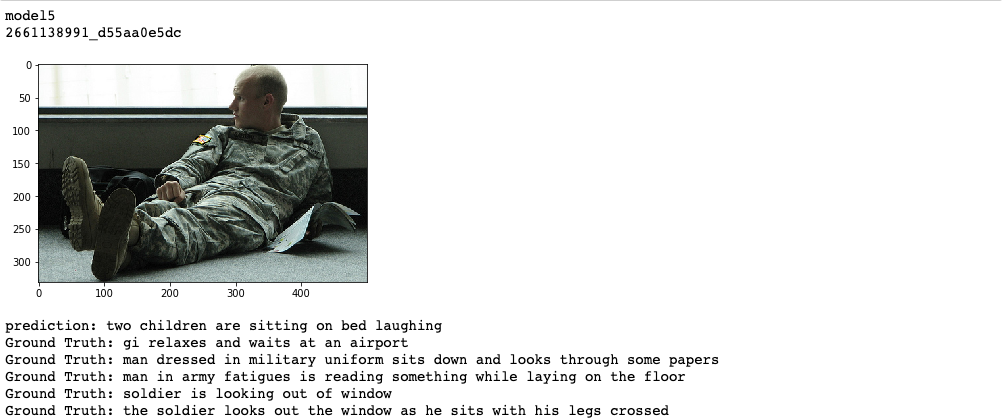 model5
2661138991_d55aa0e5dc
0
50
100
150
200
250
300
0 100 200 300 400
prediction: two children are sitting on bed laughing
Ground Truth: gi relaxes and waits at an airport
Ground Truth: man dressed in military uniform sits down and looks through some papers
Ground Truth: man in army fatigues is reading something while laying on the floor
Ground Truth: soldier is looking out of window
Ground Truth: the soldier looks out the window as he sits with his legs crossed